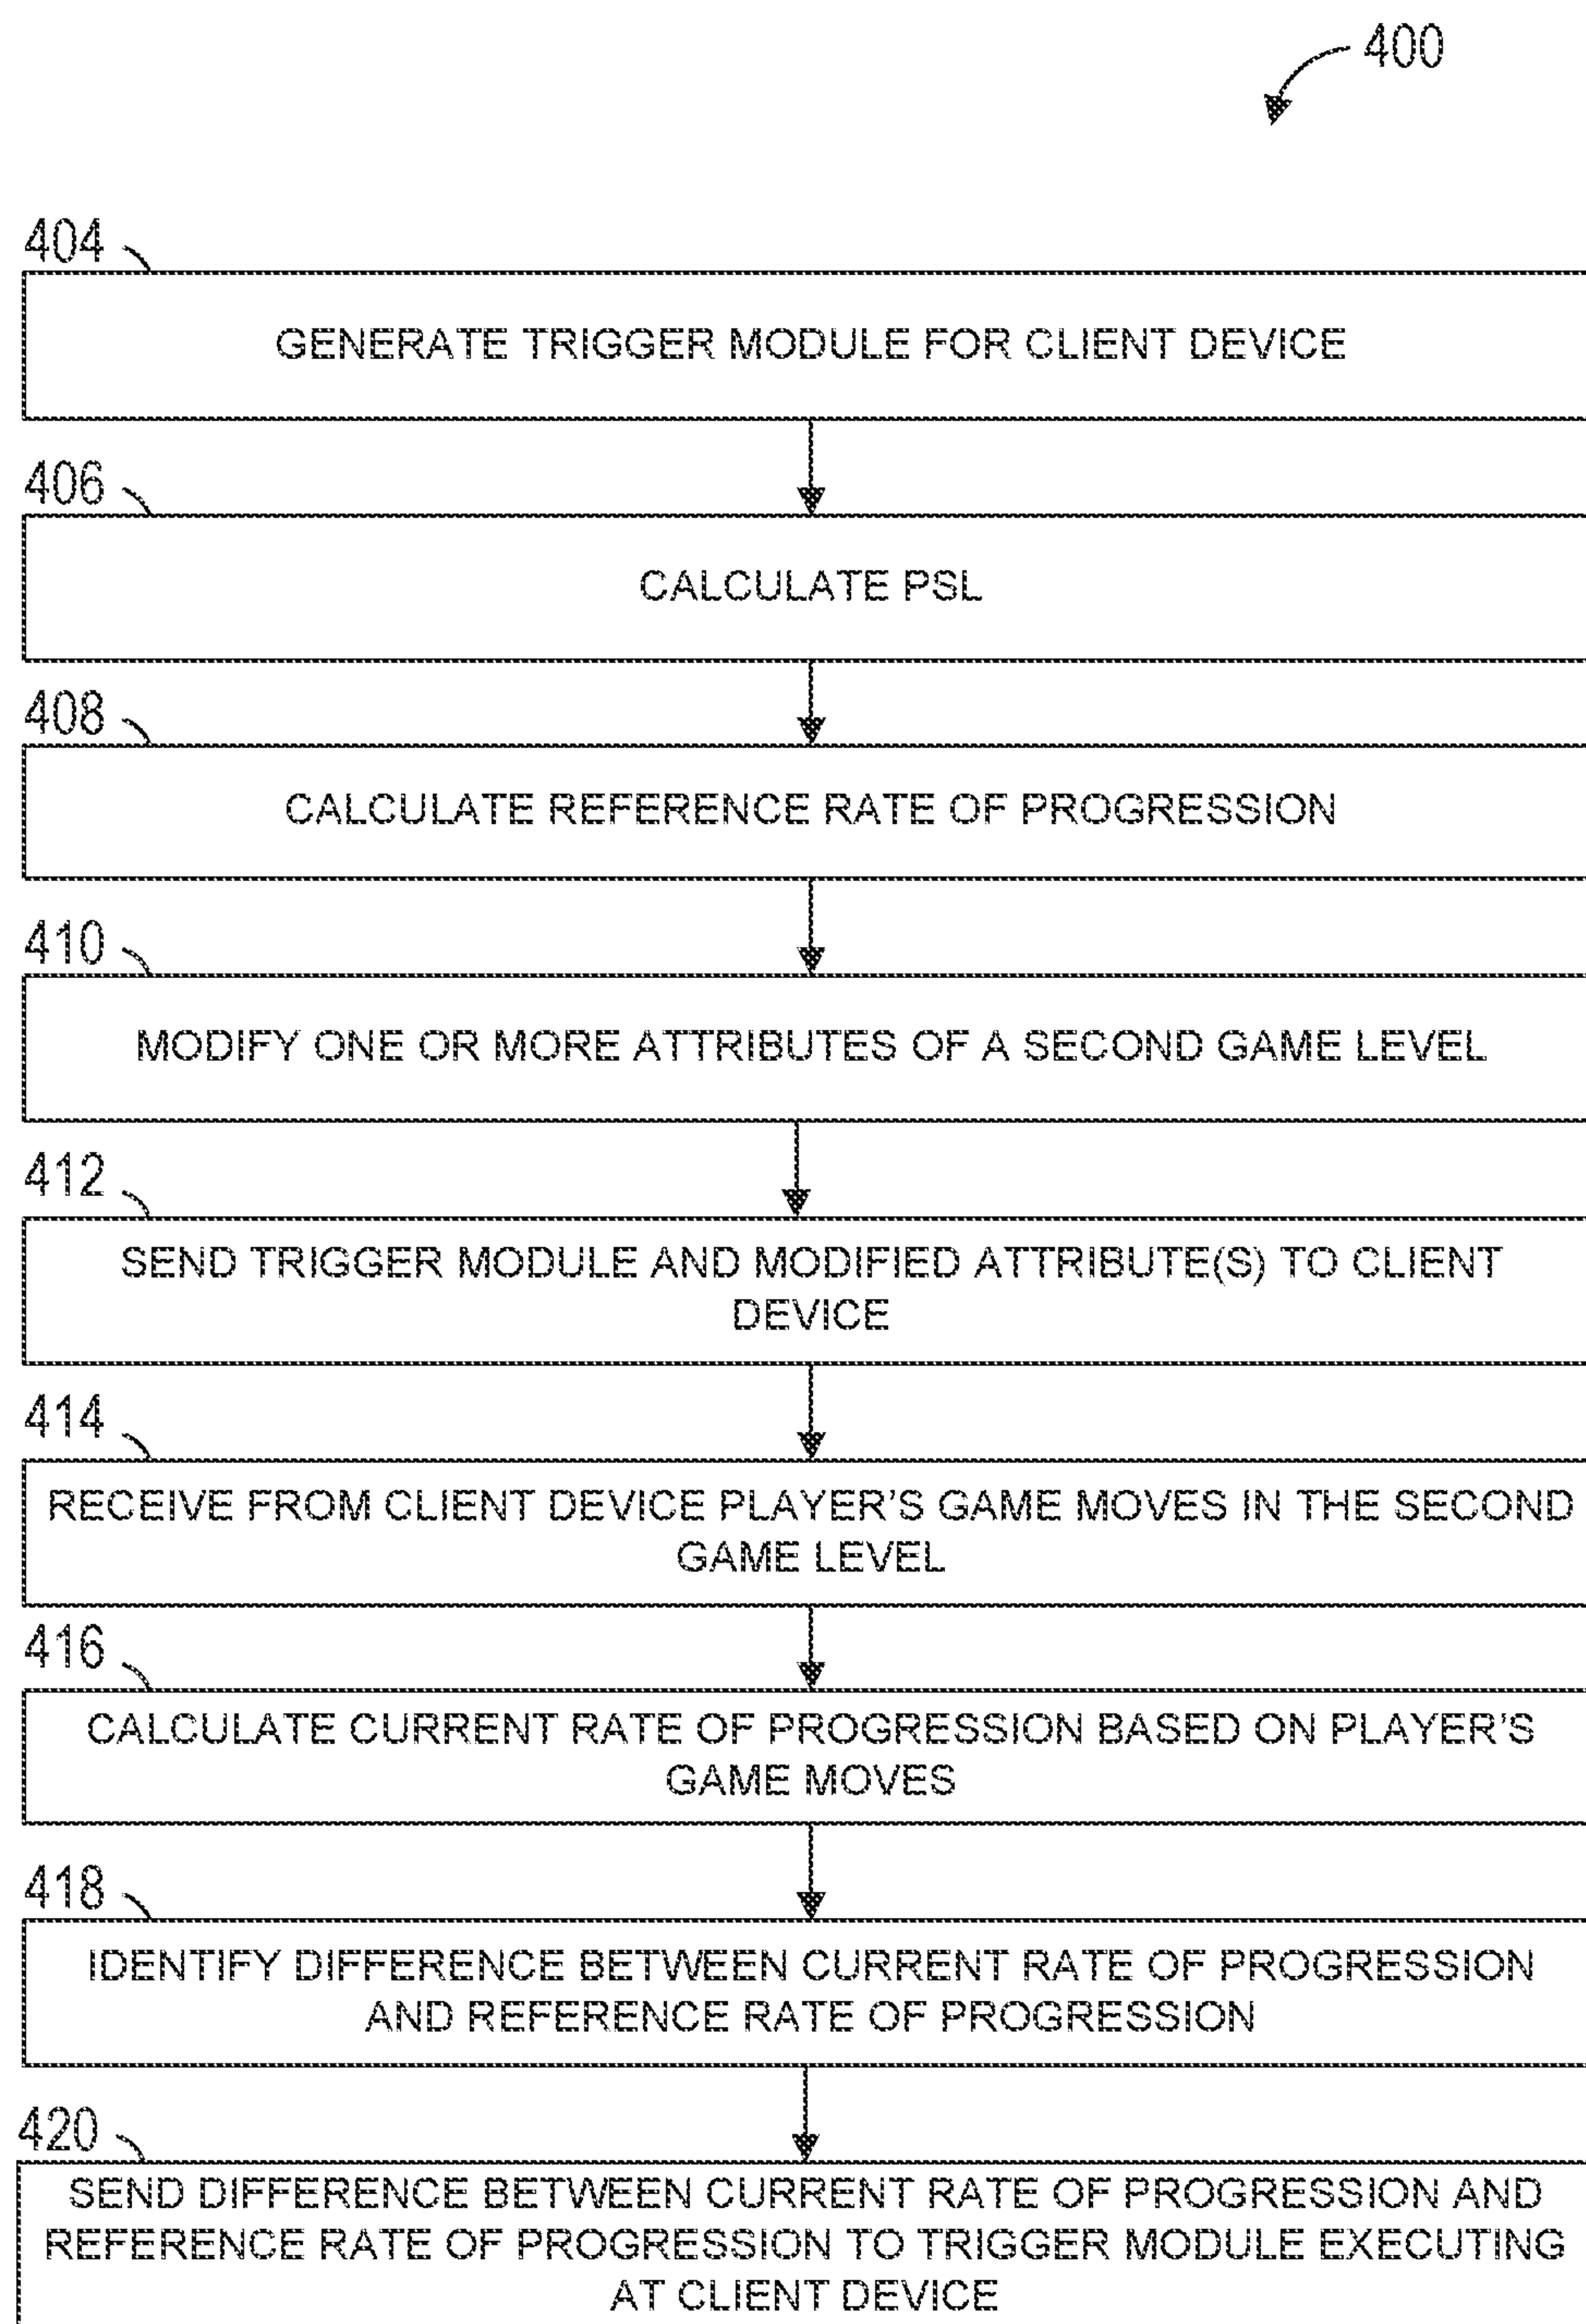 400
404
GENERATE TRIGGER MODULE FOR CLIENT DEVICE
406
CALCULATE PSL
408
CALCULATE REFERENCE RATE OF PROGRESSION
410
MODIFY ONE OR MORE ATTRIBUTES OF A SECOND GAME LEVEL
412
SEND TRIGGER MODULE AND MODIFIED ATTRIBUTE(S) TO CLIENT
DEVICE
414
RECEIVE FROM CLIENT DEVICE PLAYER'S GAME MOVES IN THE SECOND
GAME LEVEL
416
CALCULATE CURRENT RATE OF PROGRESSION BASED ON PLAYER'S
GAME MOVES
418
IDENTIFY DIFFERENCE BETWEEN CURRENT RATE OF PROGRESSION
AND REFERENCE RATE OF PROGRESSION
420
SEND DIFFERENCE BETWEEN CURRENT RATE OF PROGRESSION AND
REFERENCE RATE OF PROGRESSION TO TRIGGER MODULE EXECUTING
AT CLIENT DEVICE